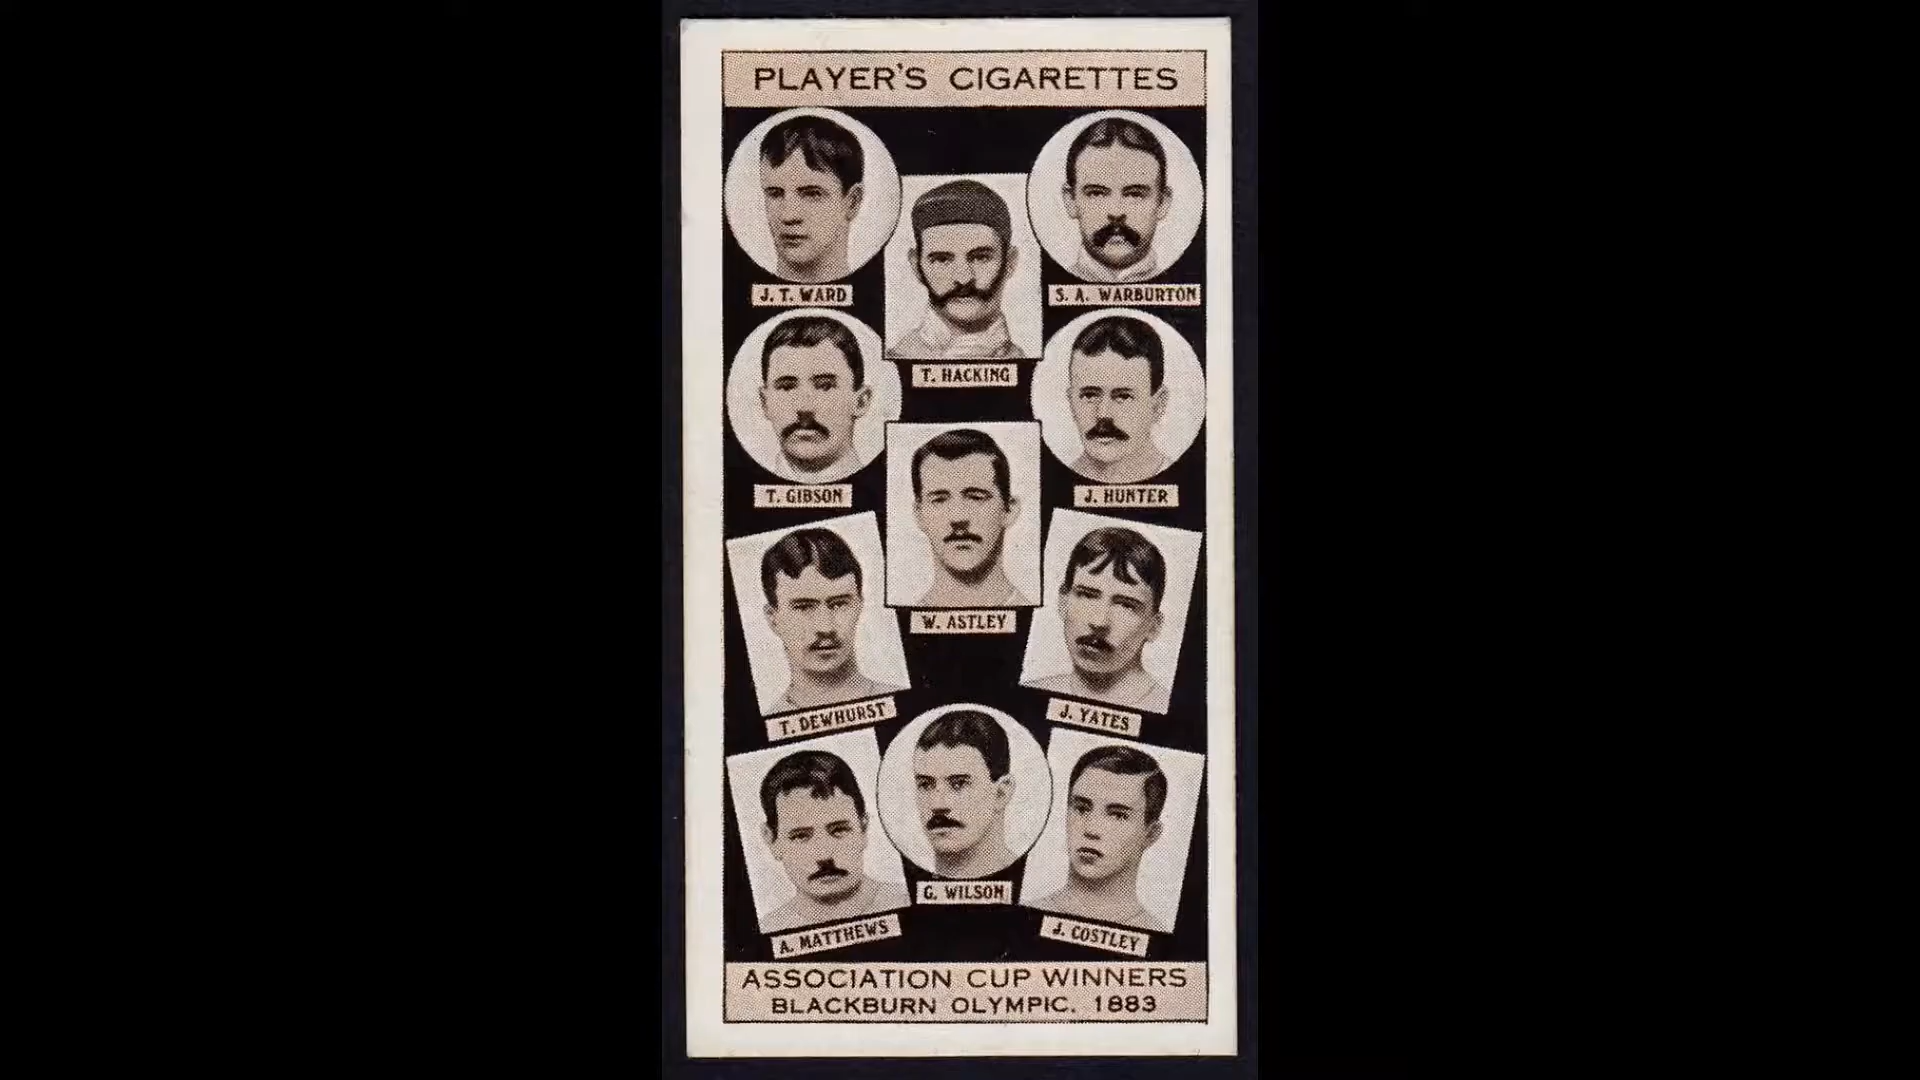 PLAYER'S CIGARETTES
J. T. WARD
S. A. WARBURTON
T. HACKING
T. GIBSON
J. HUNTER
W. ASTLEY
T. DEWHURST
J. YATES
G. WILSON
A. MATTHEWS
J. COSTLEY
ASSOCIATION CUP WINNERS
BLACKBURN OLYMPIC. 1883